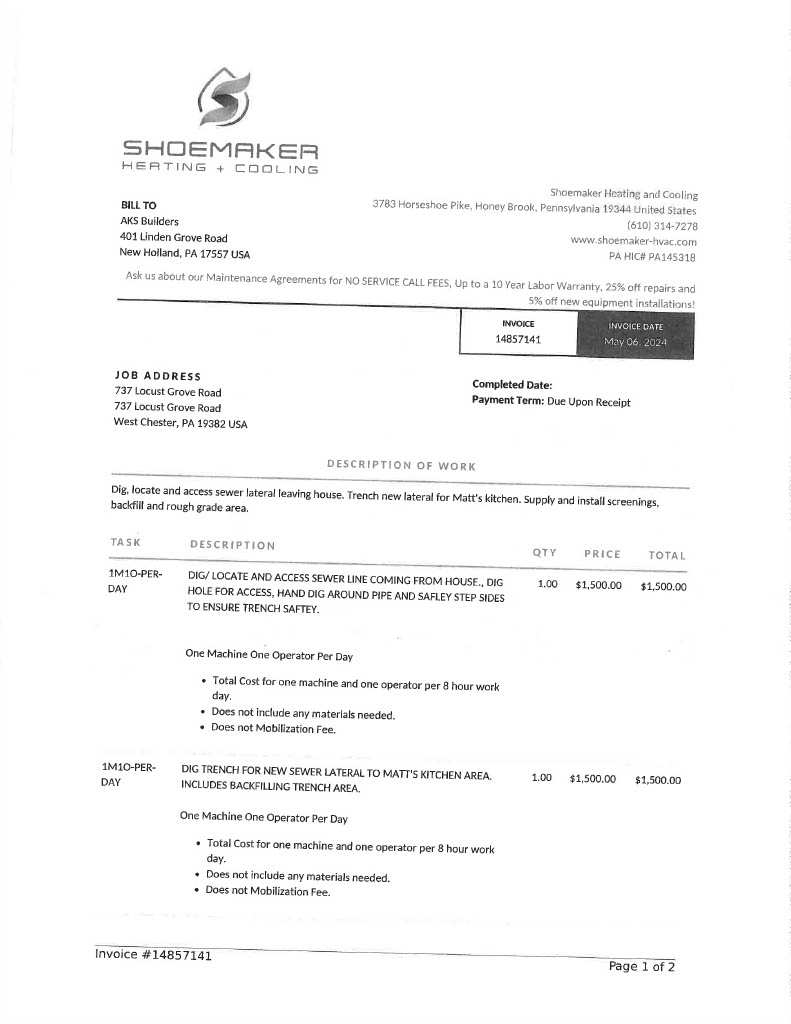 SHOEMAKER
HEATING + COOLING
Shoemaker Heating and Cooling
3783 Horseshoe Pike, Honey Brook, Pennsylvania 19344 United States
(610) 314-7278
www.shoemaker-hvac.com
PA HIC# PA145318
BILL TO
AKS Builders
401 Linden Grove Road
New Holland, PA 17557 USA
Ask us about our Maintenance Agreements for NO SERVICE CALL FEES, Up to a 10 Year Labor Warranty, 25% off repairs and
5% off new equipment installations!
INVOICE
14857141
INVOICE DATE
May 06, 2024
JOB ADDRESS
737 Locust Grove Road
737 Locust Grove Road
West Chester, PA 19382 USA
Completed Date:
Payment Term: Due Upon Receipt
DESCRIPTION OF WORK
Dig, locate and access sewer lateral leaving house. Trench new lateral for Matt's kitchen. Supply and install screenings,
backfill and rough grade area.
TASK DESCRIPTION QTY PRICE TOTAL
1M1O-PER- DIG/ LOCATE AND ACCESS SEWER LINE COMING FROM HOUSE., DIG 1.00 $1,500.00 $1,500.00
DAY HOLE FOR ACCESS, HAND DIG AROUND PIPE AND SAFLEY STEP SIDES
TO ENSURE TRENCH SAFTEY.
One Machine One Operator Per Day
• Total Cost for one machine and one operator per 8 hour work
day.
• Does not include any materials needed.
• Does not Mobilization Fee.
1M1O-PER- DIG TRENCH FOR NEW SEWER LATERAL TO MATT'S KITCHEN AREA. 1.00 $1,500.00 $1,500.00
DAY INCLUDES BACKFILLING TRENCH AREA.
One Machine One Operator Per Day
• Total Cost for one machine and one operator per 8 hour work
day.
• Does not include any materials needed.
• Does not Mobilization Fee.
Invoice #14857141
Page 1 of 2